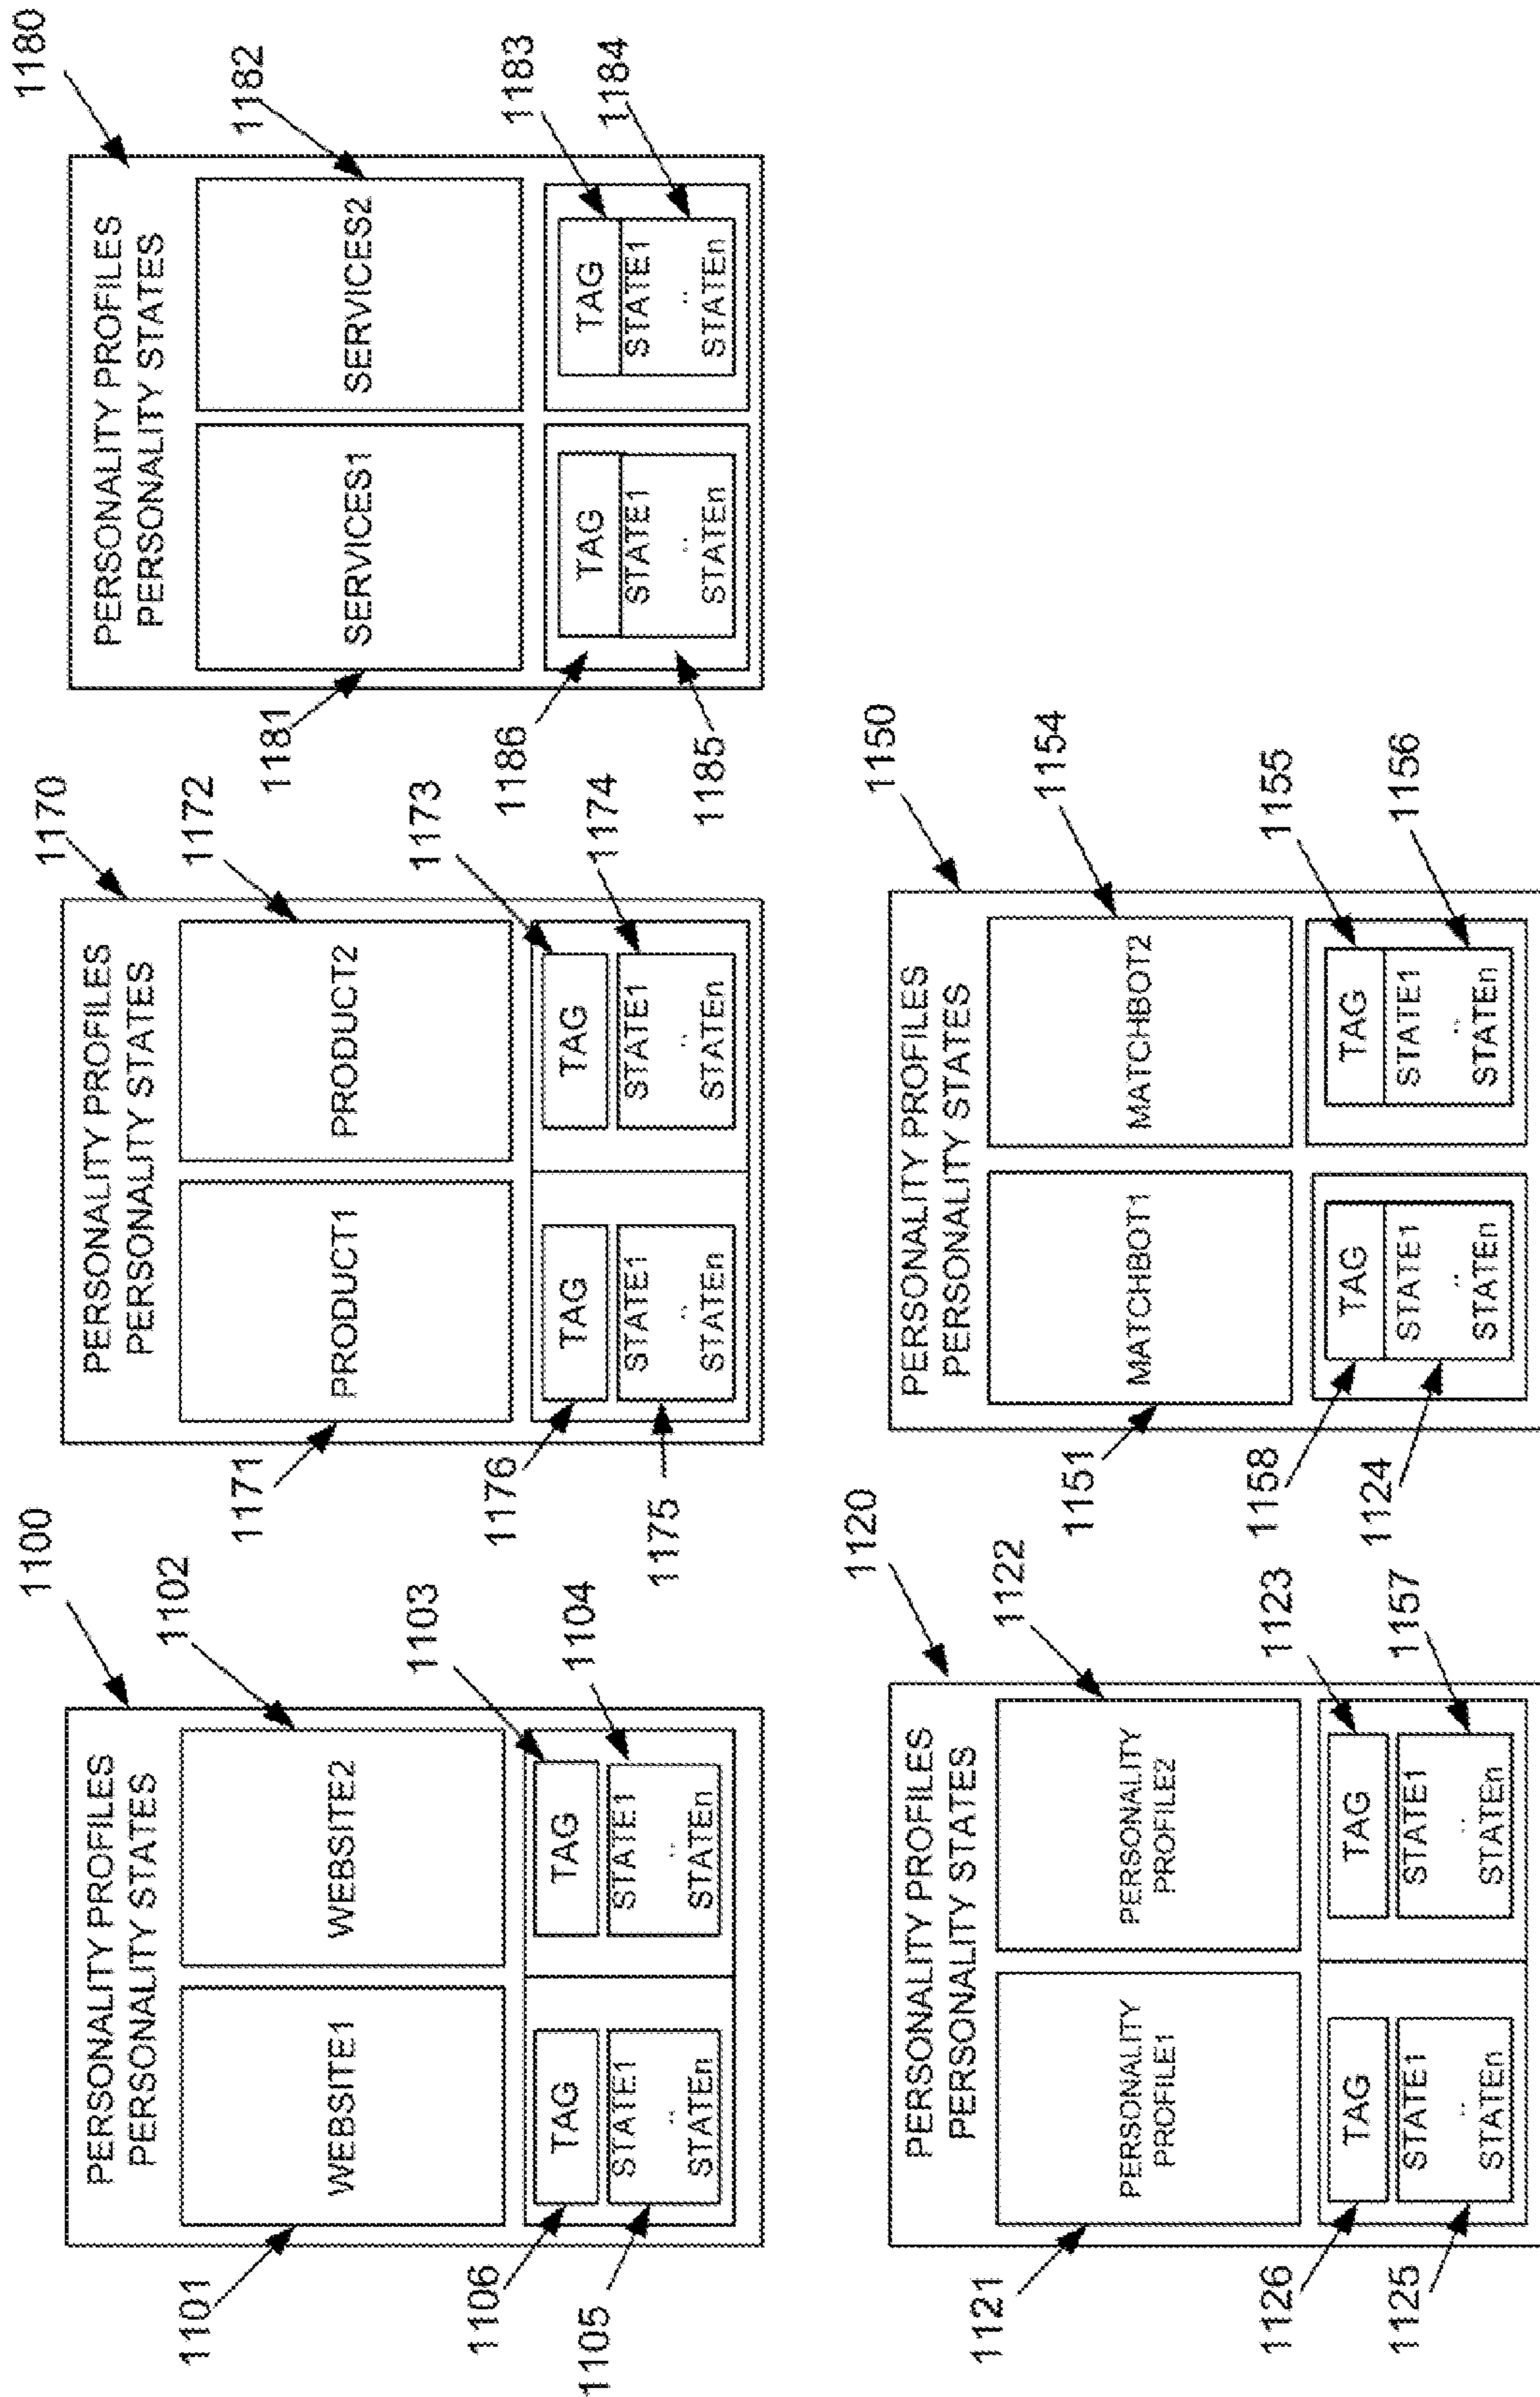 1100
PERSONALITY PROFILES
PERSONALITY STATES
1101
WEBSITE1
WEBSITE2
1102
1106
TAG
TAG
1103
1105
STATE1
..
STATEn
STATE1
..
STATEn
1104
1170
PERSONALITY PROFILES
PERSONALITY STATES
1171
PRODUCT1
PRODUCT2
1172
1176
TAG
TAG
1173
1175
STATE1
..
STATEn
STATE1
..
STATEn
1174
1180
PERSONALITY PROFILES
PERSONALITY STATES
1181
SERVICES1
SERVICES2
1182
1186
TAG
TAG
1183
1185
STATE1
..
STATEn
STATE1
..
STATEn
1184
1120
PERSONALITY PROFILES
PERSONALITY STATES
1121
PERSONALITY
PROFILE1
PERSONALITY
PROFILE2
1122
1126
TAG
TAG
1123
1125
STATE1
..
STATEn
STATE1
..
STATEn
1157
1150
PERSONALITY PROFILES
PERSONALITY STATES
1151
MATCHBOT1
MATCHBOT2
1154
1158
TAG
TAG
1155
1124
STATE1
..
STATEn
STATE1
..
STATEn
1156